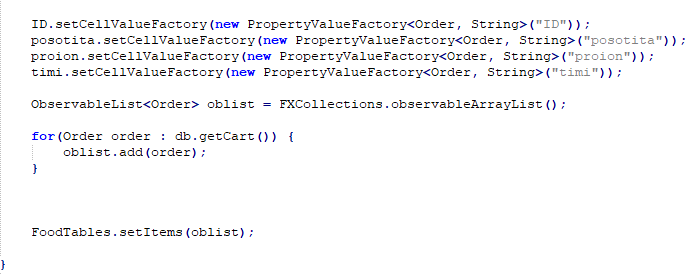 ID.setCellValueFactory(new PropertyValueFactory<Order, String>("ID"));
posotita.setCellValueFactory(new PropertyValueFactory<Order, String>("posotita"));
proion.setCellValueFactory(new PropertyValueFactory<Order, String>("proion"));
timi.setCellValueFactory(new PropertyValueFactory<Order, String>("timi"));
ObservableList<Order> oblist = FXCollections.observableArrayList();
for(Order order : db.getCart()) {
oblist.add(order);
}
FoodTables.setItems(oblist);
}